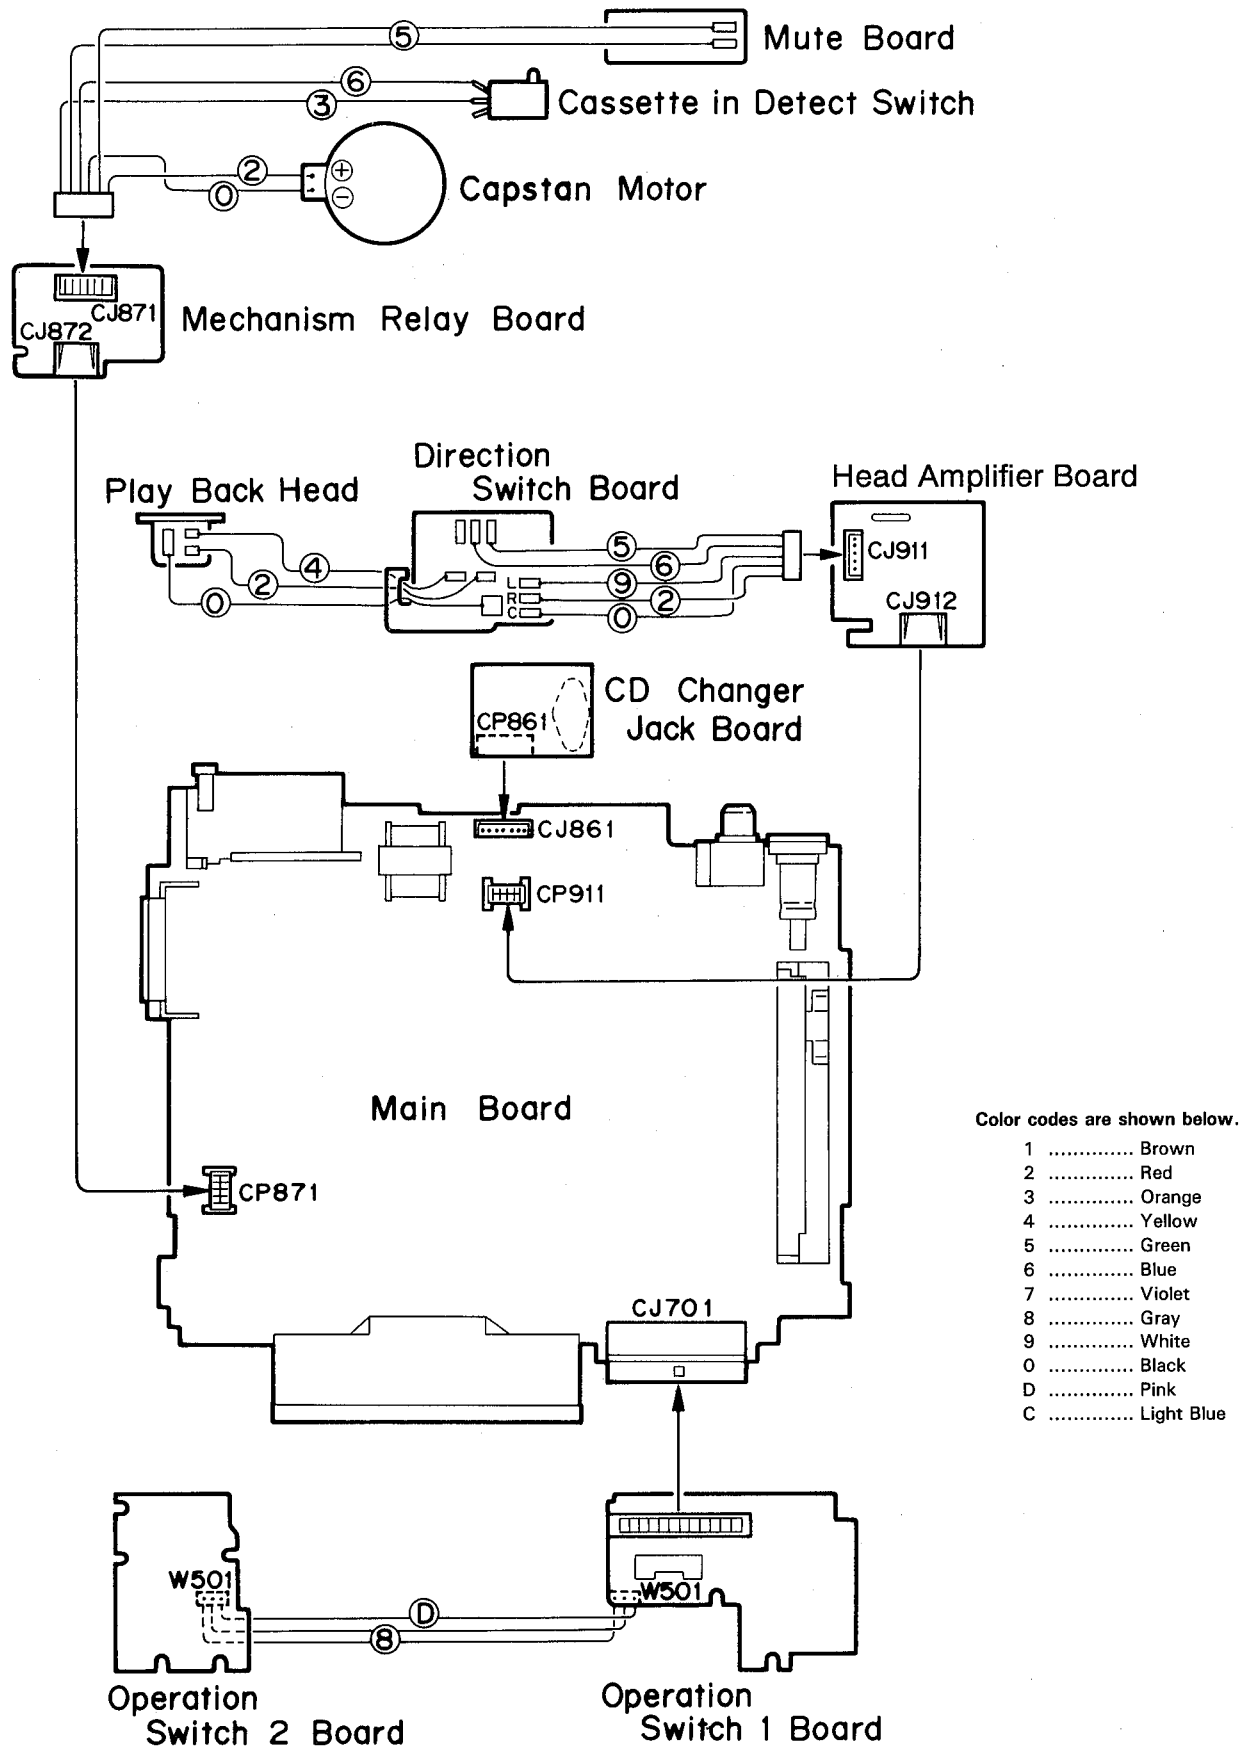 5
Mute Board
6
3
Cassette in Detect Switch
2
0
+
−
Capstan Motor
CJ871
CJ872
Mechanism Relay Board
Direction
Switch Board
Play Back Head
Head Amplifier Board
4
2
0
L
R
C
5
6
9
2
0
CJ911
CJ912
CD Changer
Jack Board
CP861
CJ861
CP911
Main Board
CP871
CJ701
Color codes are shown below.
1 .............. Brown
2 .............. Red
3 .............. Orange
4 .............. Yellow
5 .............. Green
6 .............. Blue
7 .............. Violet
8 .............. Gray
9 .............. White
0 .............. Black
D .............. Pink
C .............. Light Blue
W501
W501
D
8
Operation
Switch 2 Board
Operation
Switch 1 Board